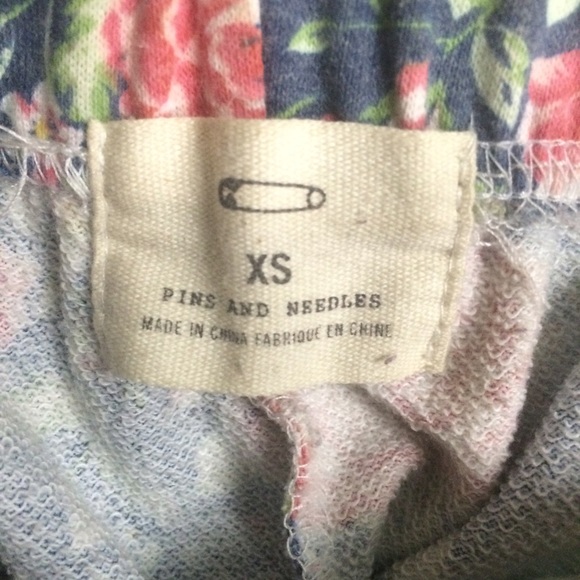 XS
PINS AND NEEDLES
MADE IN CHINA FABRIQUE EN CHINE